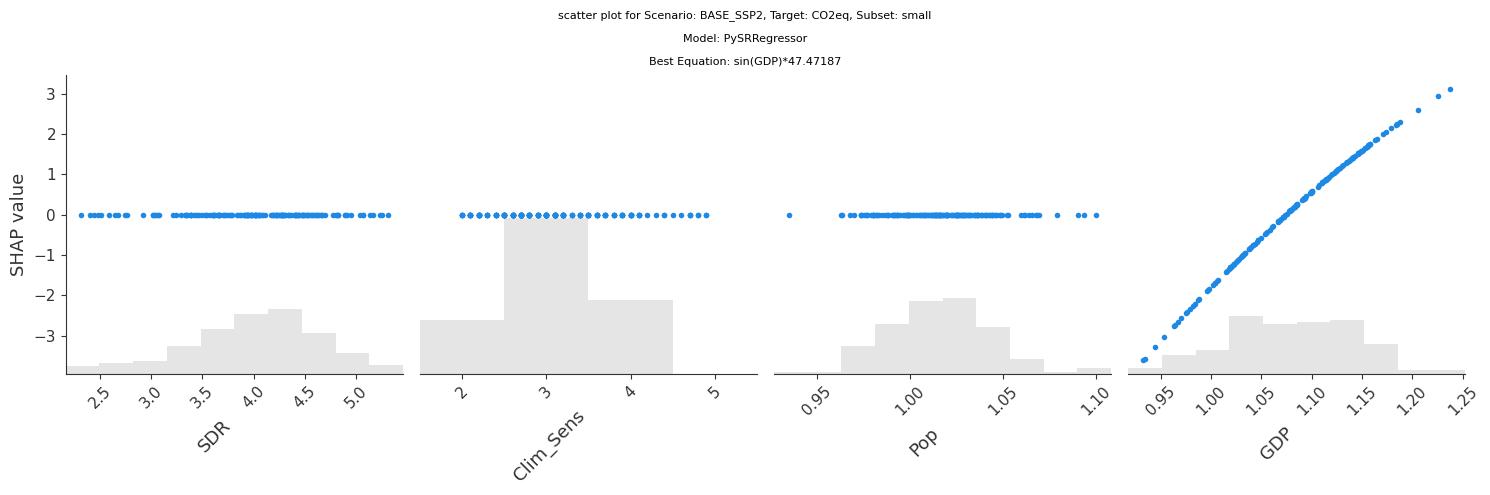 scatter plot for Scenario: BASE_SSP2, Target: CO2eq, Subset: small
Model: PySRRegressor
Best Equation: sin(GDP)*47.47187
SHAP value
3
2
1
0
−1
−2
−3
2.5 3.0 3.5 4.0 4.5 5.0
SDR
2 3 4 5
Clim_Sens
0.95 1.00 1.05 1.10
Pop
0.95 1.00 1.05 1.10 1.15 1.20 1.25
GDP